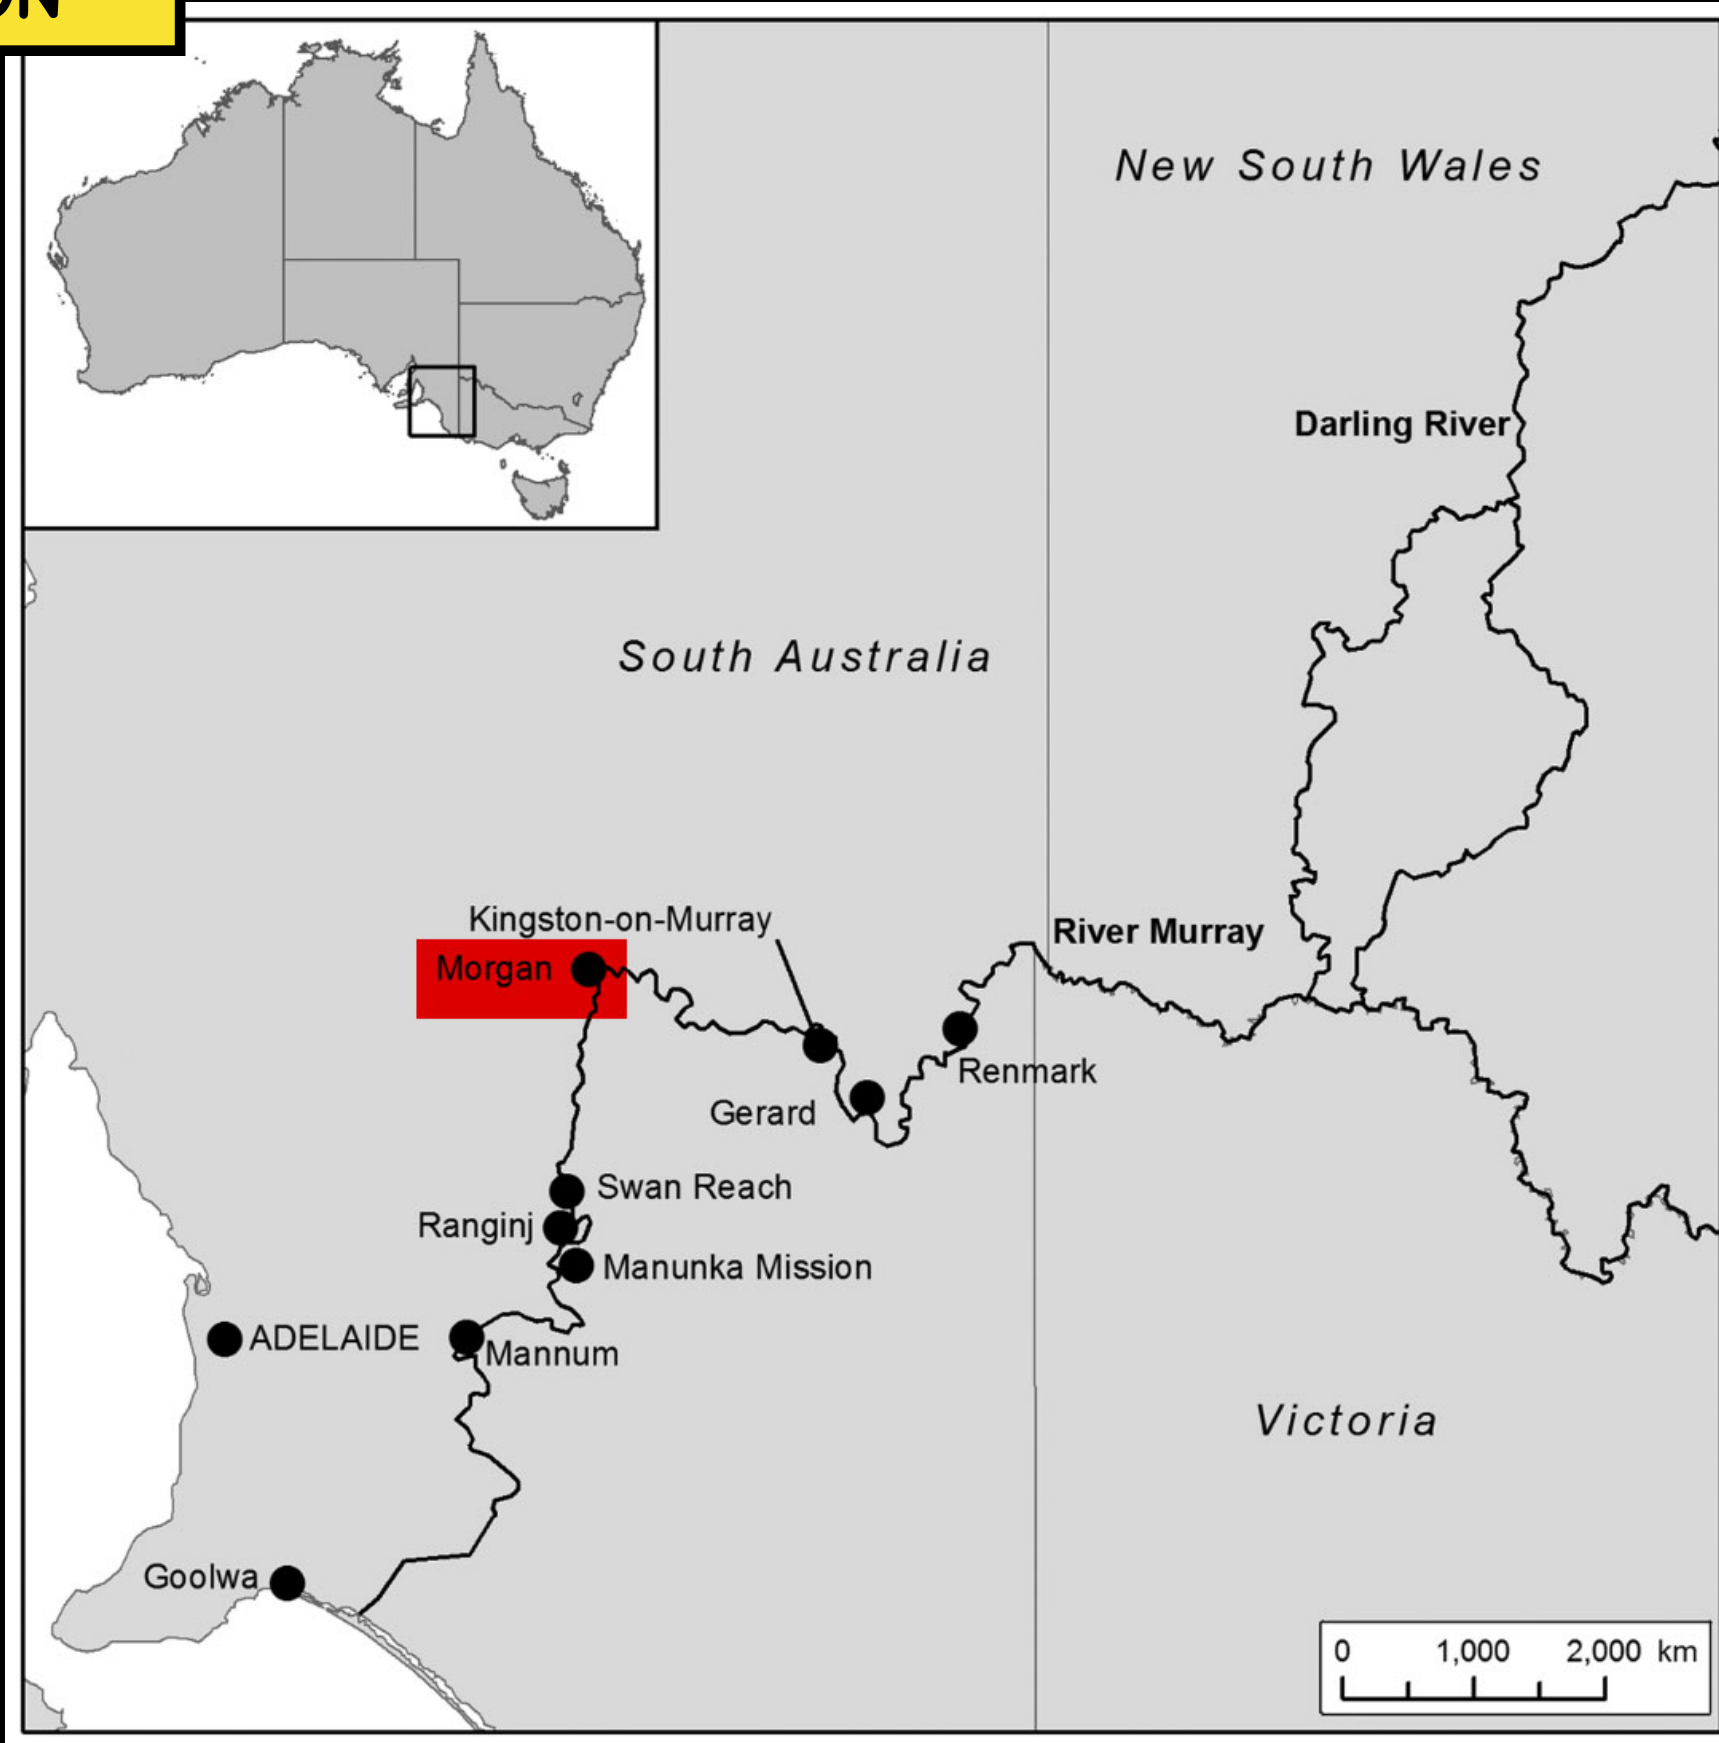 New South Wales
Darling River
South Australia
Kingston-on-Murray
River Murray
Morgan
Renmark
Gerard
Swan Reach
Ranginj
Manunka Mission
ADELAIDE
Mannum
Victoria
Goolwa
0 1,000 2,000 km